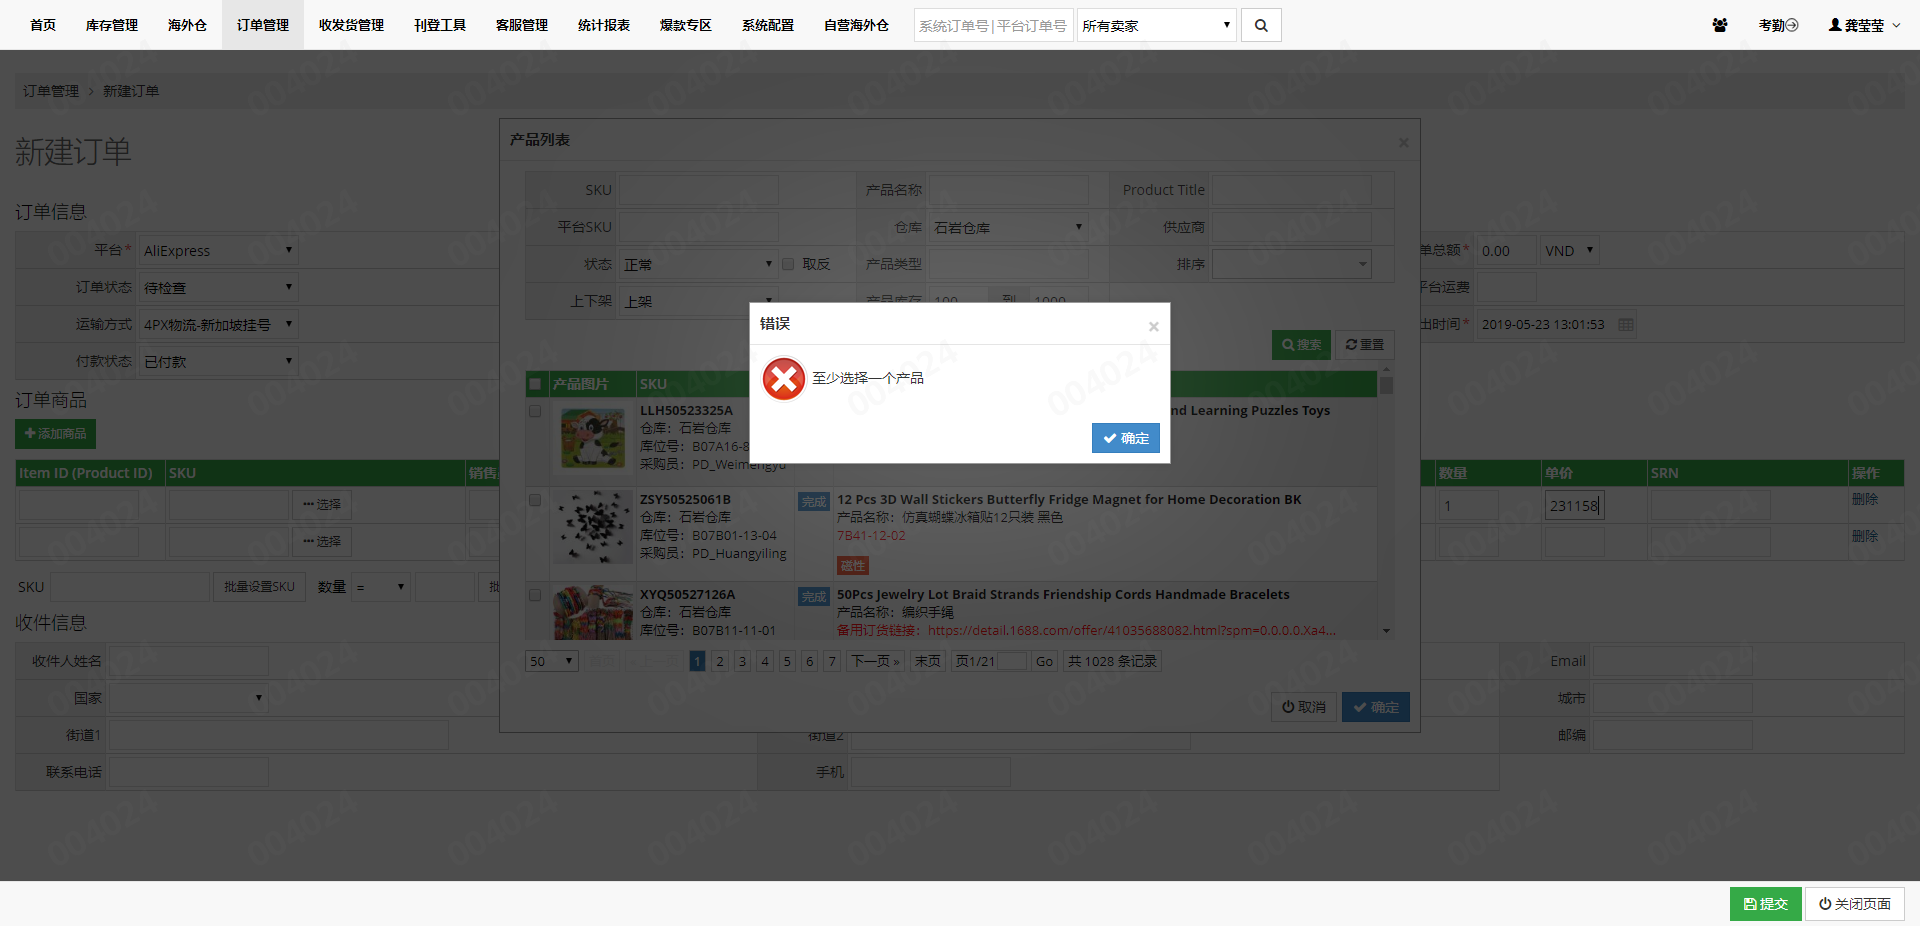 首页 库存管理 海外仓 订单管理 收发货管理 刊登工具 客服管理 统计报表 爆款专区 系统配置 自营海外仓 系统订单号|平台订单号 所有卖家 考勤 龚莹莹
订单管理 > 新建订单
新建订单
产品列表
SKU 产品名称 Product Title
平台SKU 仓库 石岩仓库 供应商
状态 正常 取反 产品类型 排序
上下架 上架 产品库存 100 到 1000
搜索 重置
订单信息
平台* AliExpress 单总额* 0.00 VND
订单状态 待检查 平台运费
运输方式 4PX物流-新加坡挂号 出时间* 2019-05-23 13:01:53
付款状态 已付款
错误
至少选择一个产品
确定
产品图片 SKU
LLH50523325A nd Learning Puzzles Toys
仓库：石岩仓库
库位号：B07A16-8
采购员：PD_Weimengyu
ZSY50525061B 完成 12 Pcs 3D Wall Stickers Butterfly Fridge Magnet for Home Decoration BK
仓库：石岩仓库 产品名称：仿真蝴蝶冰箱贴12只装 黑色
库位号：B07B01-13-04 7B41-12-02
采购员：PD_Huangyiling
磁性
XYQ50527126A 完成 50Pcs Jewelry Lot Braid Strands Friendship Cords Handmade Bracelets
仓库：石岩仓库 产品名称：编织手绳
库位号：B07B11-11-01 备用订货链接：https://detail.1688.com/offer/41035688082.html?spm=0.0.0.0.Xa4...
50 1 2 3 4 5 6 7 下一页 » 末页 页1/21 Go 共 1028 条记录
取消 确定
订单商品
添加商品
Item ID (Product ID) SKU 销售 数量 单价 SRN 操作
选择 1 231158 删除
选择 删除
SKU 批量设置SKU 数量 = 批
收件信息
收件人姓名 Email
国家 城市
街道1 街道2 邮编
联系电话 手机
提交 关闭页面
004024